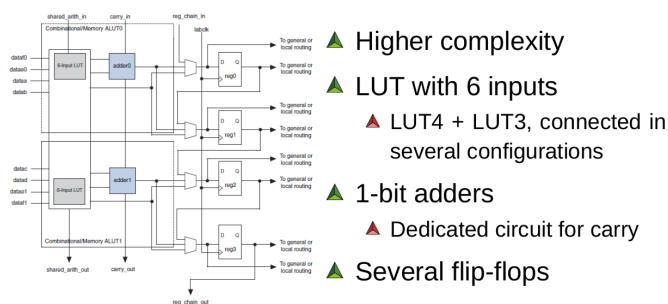 shared_arith_in
carry_in
reg_chain_in
labclk
Combinational/Memory ALUT0
dataf0
datae0
dataa
datab
6-Input LUT
adder0
D Q
reg0
To general or
local routing
To general or
local routing
D Q
reg1
To general or
local routing
To general or
local routing
datac
datad
datae1
dataf1
6-Input LUT
adder1
D Q
reg2
To general or
local routing
To general or
local routing
D Q
reg3
To general or
local routing
To general or
local routing
Combinational/Memory ALUT1
shared_arith_out
carry_out
reg_chain_out
Higher complexity
LUT with 6 inputs
LUT4 + LUT3, connected in
several configurations
1-bit adders
Dedicated circuit for carry
Several flip-flops